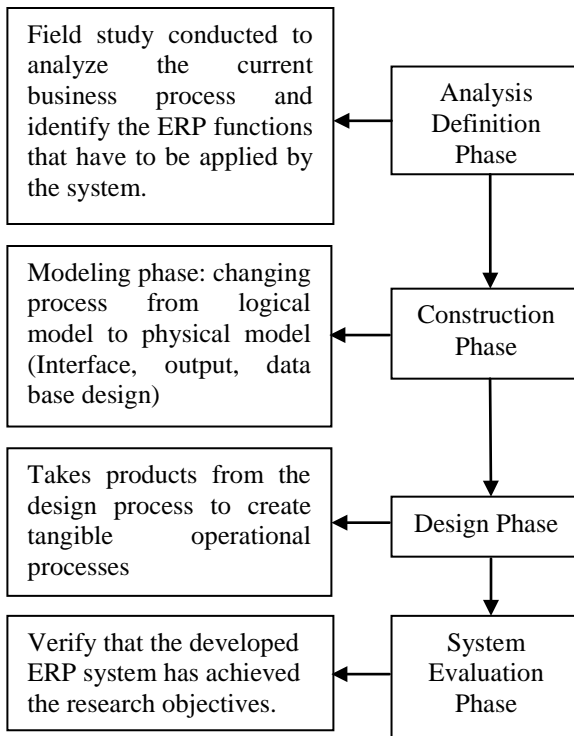 Field study conducted to
analyze the current
business process and
identify the ERP functions
that have to be applied by
the system.
Analysis
Definition
Phase
Modeling phase: changing
process from logical
model to physical model
(Interface, output, data
base design)
Construction
Phase
Takes products from the
design process to create
tangible operational
processes
Design Phase
Verify that the developed
ERP system has achieved
the research objectives.
System
Evaluation
Phase